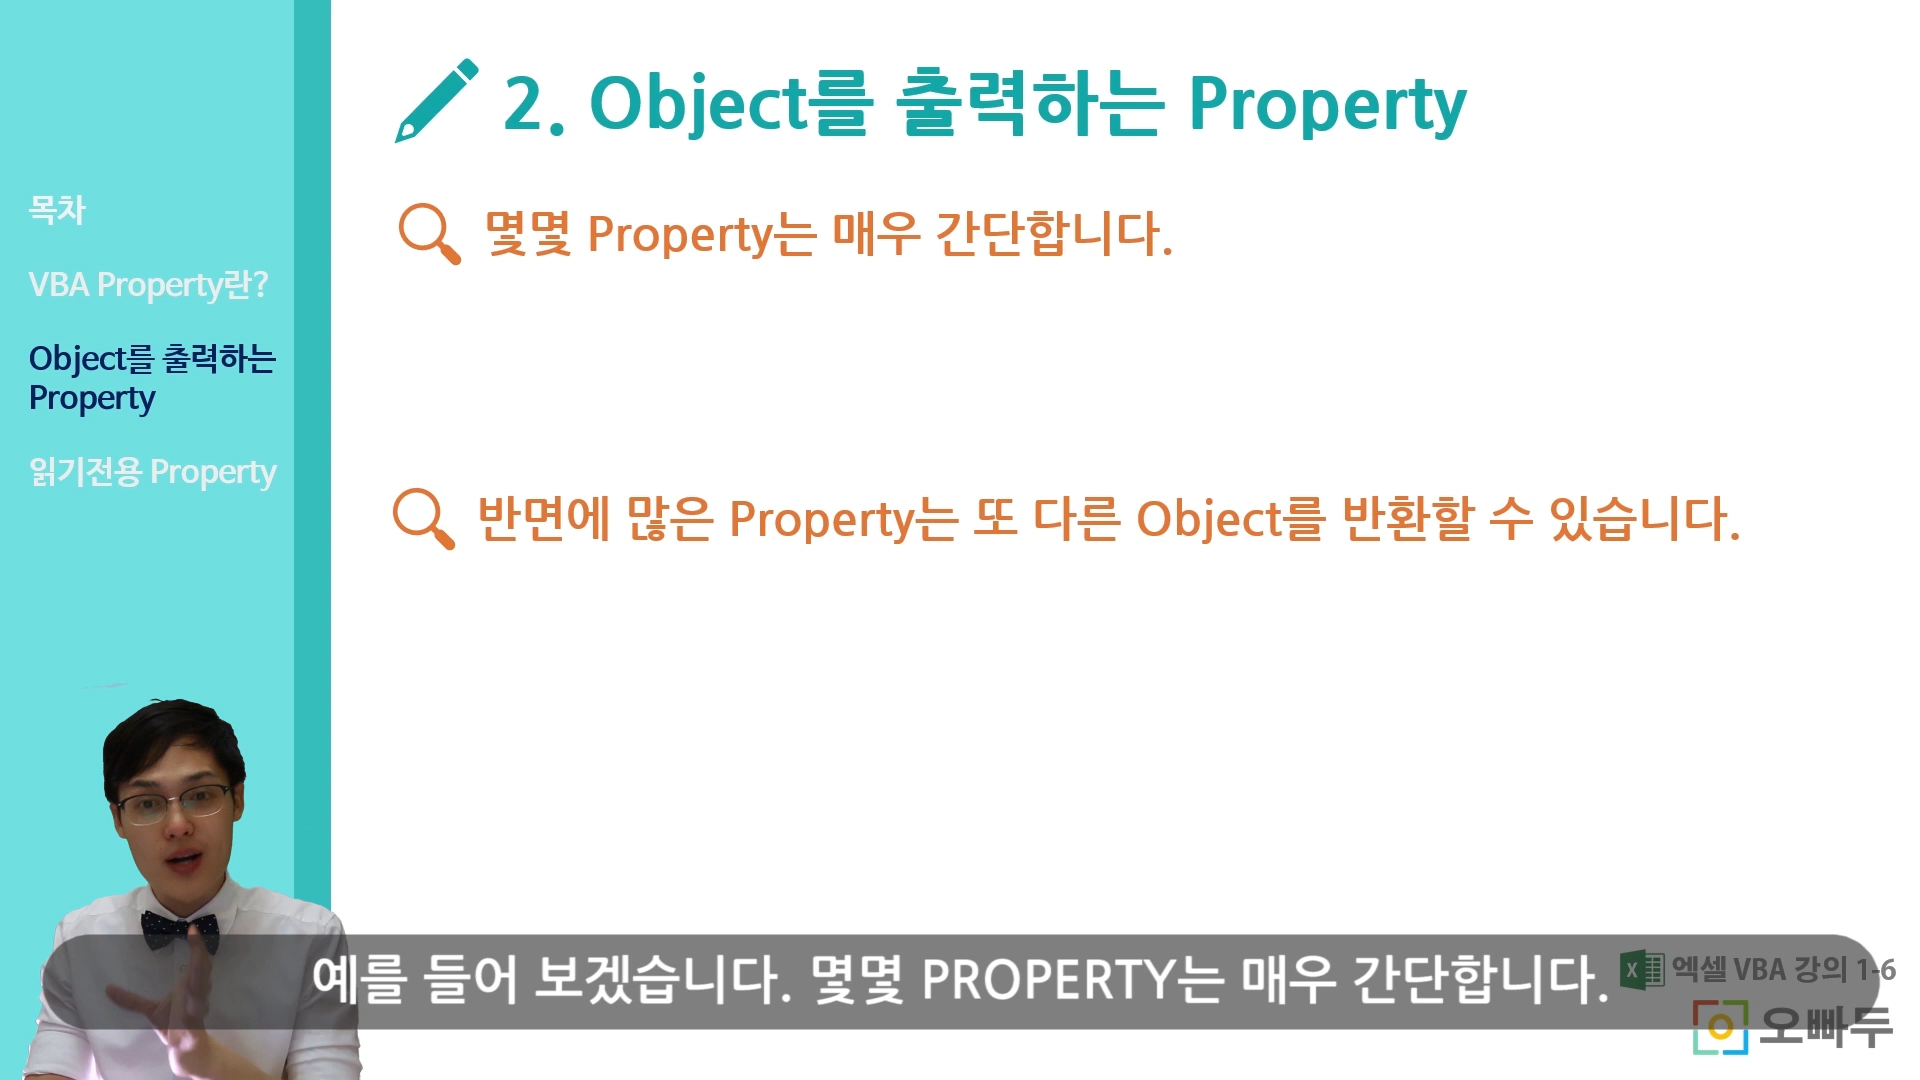 목차
VBA Property란?
Object를 출력하는
Property
읽기전용 Property
2. Object를 출력하는 Property
몇몇 Property는 매우 간단합니다.
반면에 많은 Property는 또 다른 Object를 반환할 수 있습니다.
예를 들어 보겠습니다. 몇몇 PROPERTY는 매우 간단합니다.
X 엑셀 VBA 강의 1-6
오빠두